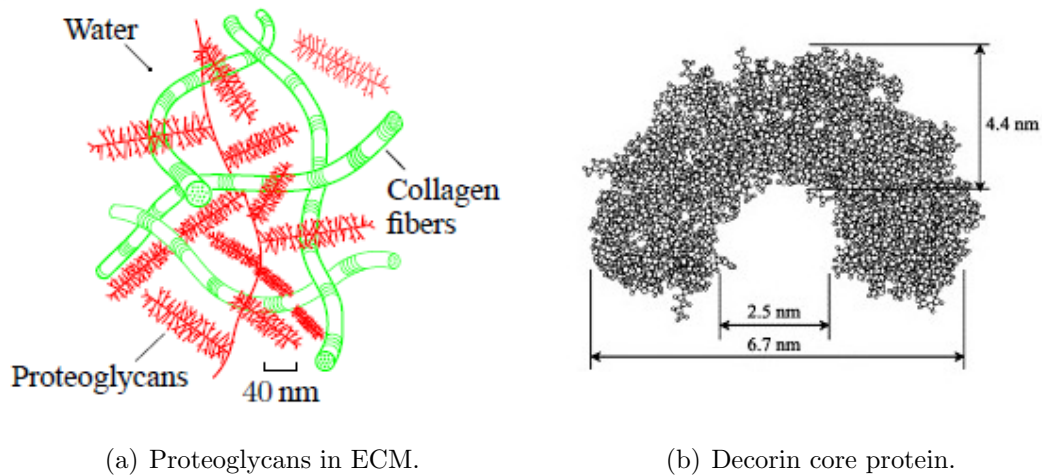 Water
Collagen
fibers
Proteoglycans
40 nm
4.4 nm
2.5 nm
6.7 nm
(a) Proteoglycans in ECM.
(b) Decorin core protein.